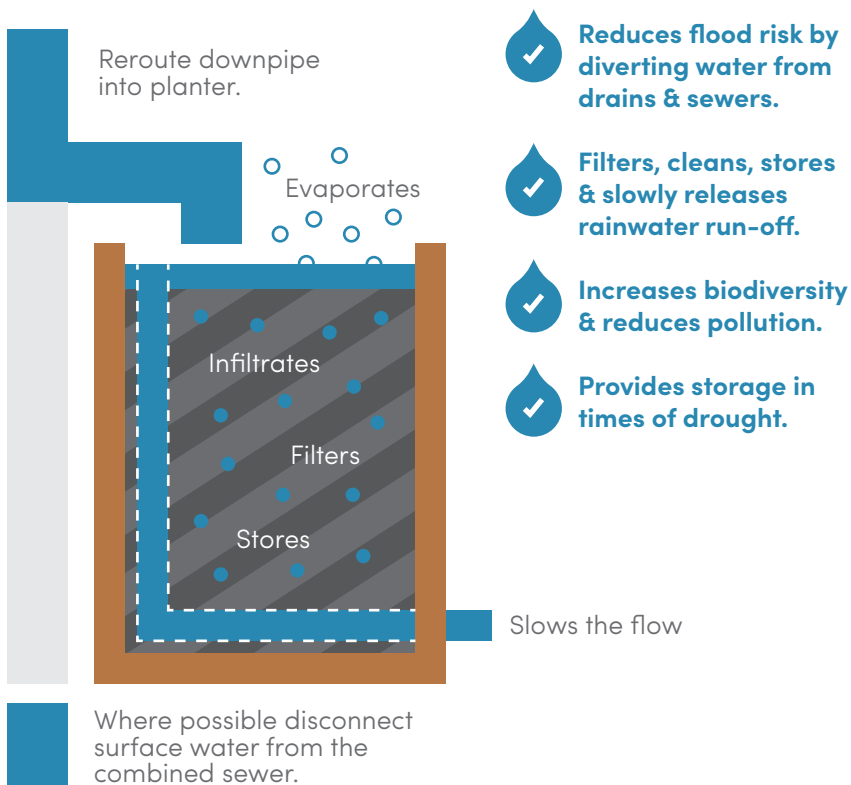 Reroute downpipe
into planter.
Evaporates
Infiltrates
Filters
Stores
Slows the flow
Where possible disconnect
surface water from the
combined sewer.
Reduces flood risk by
diverting water from
drains & sewers.
Filters, cleans, stores
& slowly releases
rainwater run-off.
Increases biodiversity
& reduces pollution.
Provides storage in
times of drought.